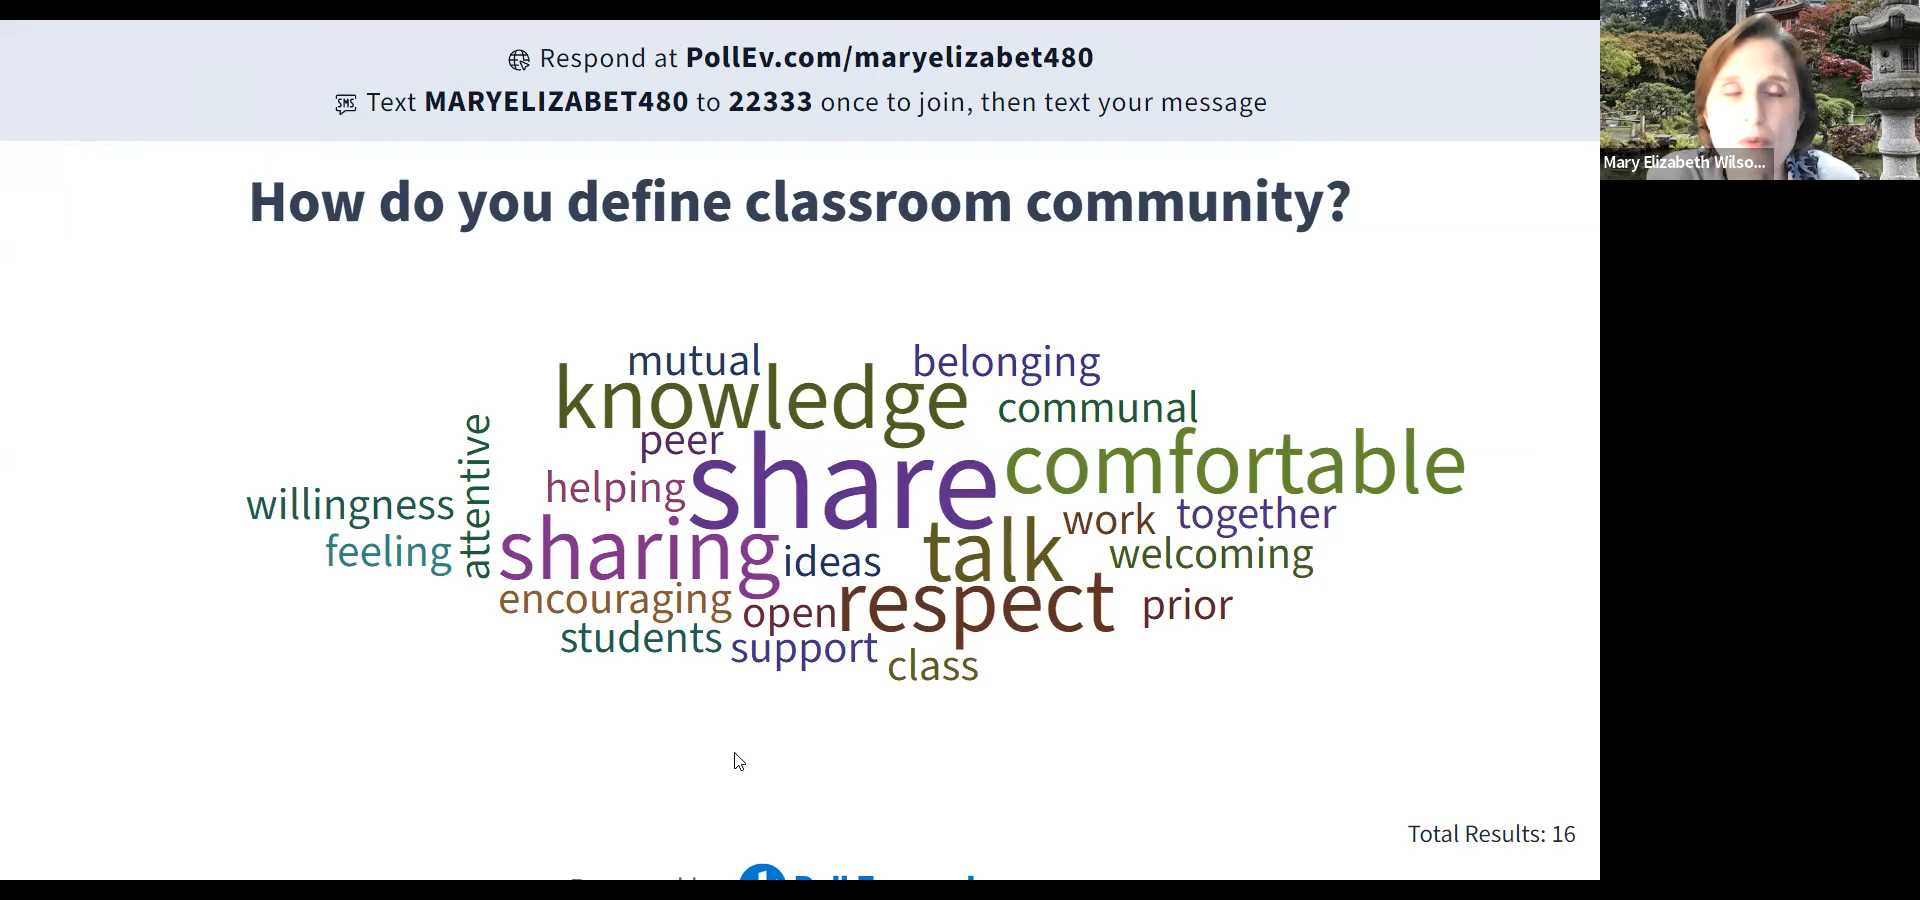 Respond at PollEv.com/maryelizabet480
Text MARYELIZABET480 to 22333 once to join, then text your message
Mary Elizabeth Wilso...
How do you define classroom community?
mutual
belonging
knowledge
communal
attentive
peer
share
comfortable
helping
willingness
work
together
feeling
sharing
ideas
talk
welcoming
encouraging
open
respect
prior
students
support
class
Total Results: 16